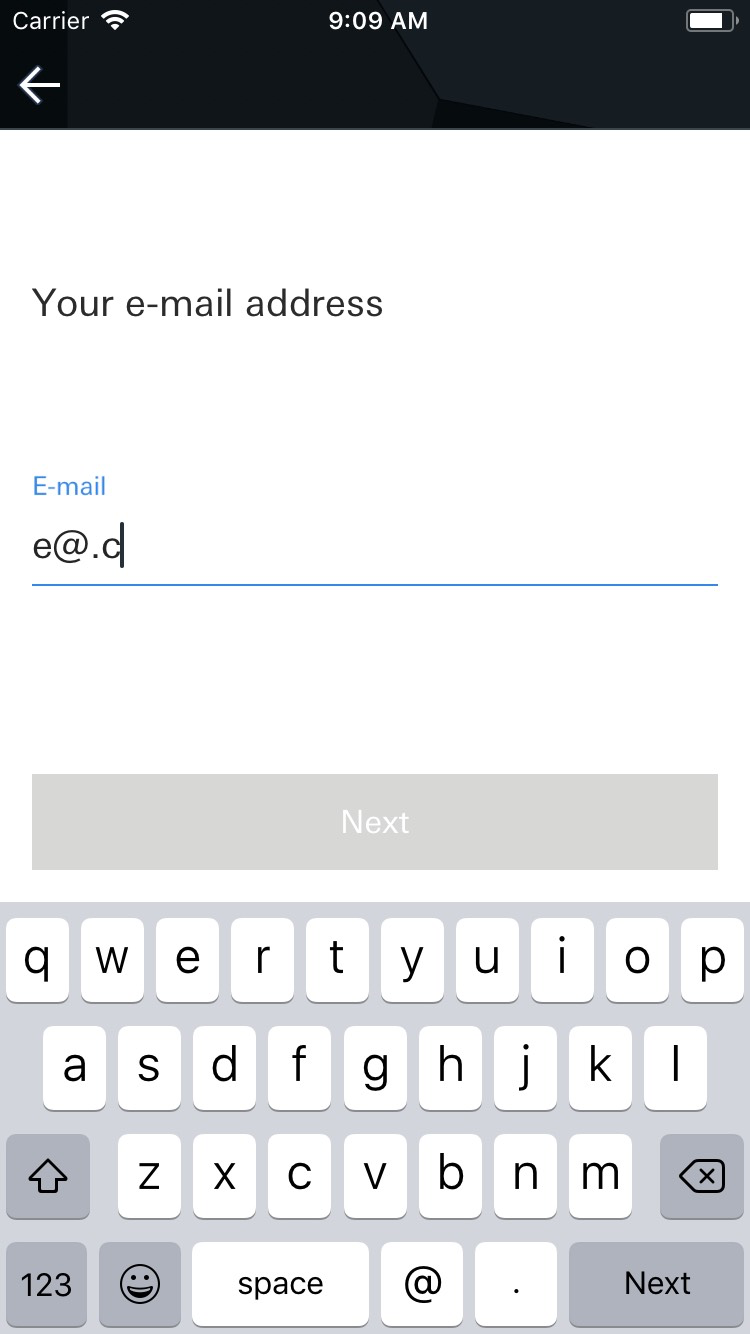 Carrier 9:09 AM
Your e-mail address
E-mail
e@.c
Next
q w e r t y u i o p
a s d f g h j k l
z x c v b n m
123 space @ . Next